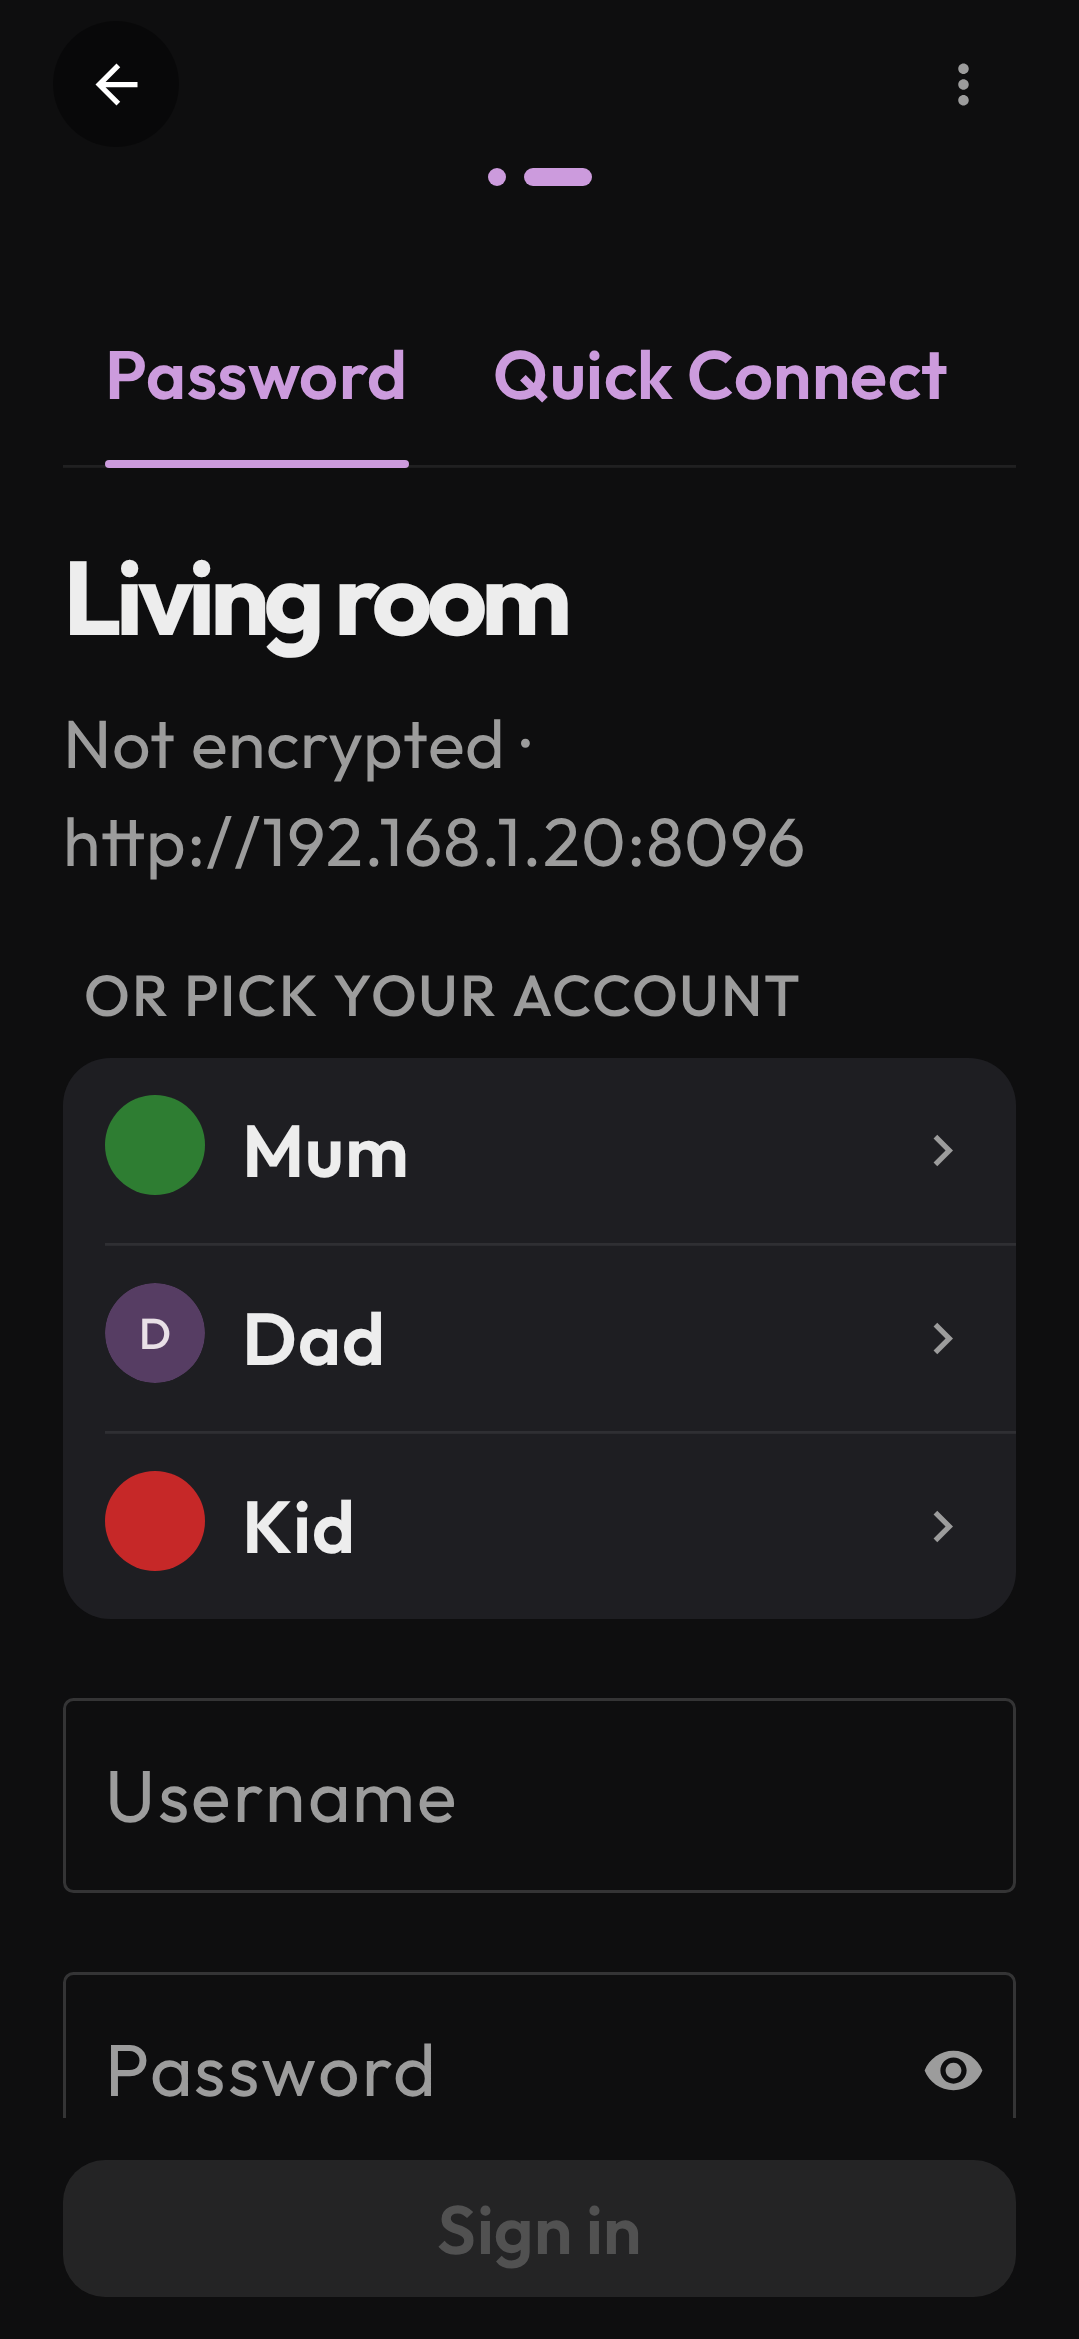 Password
Quick Connect
Living room
Not encrypted ·
http://192.168.1.20:8096
OR PICK YOUR ACCOUNT
Mum
D
Dad
Kid
Username
Password
Sign in